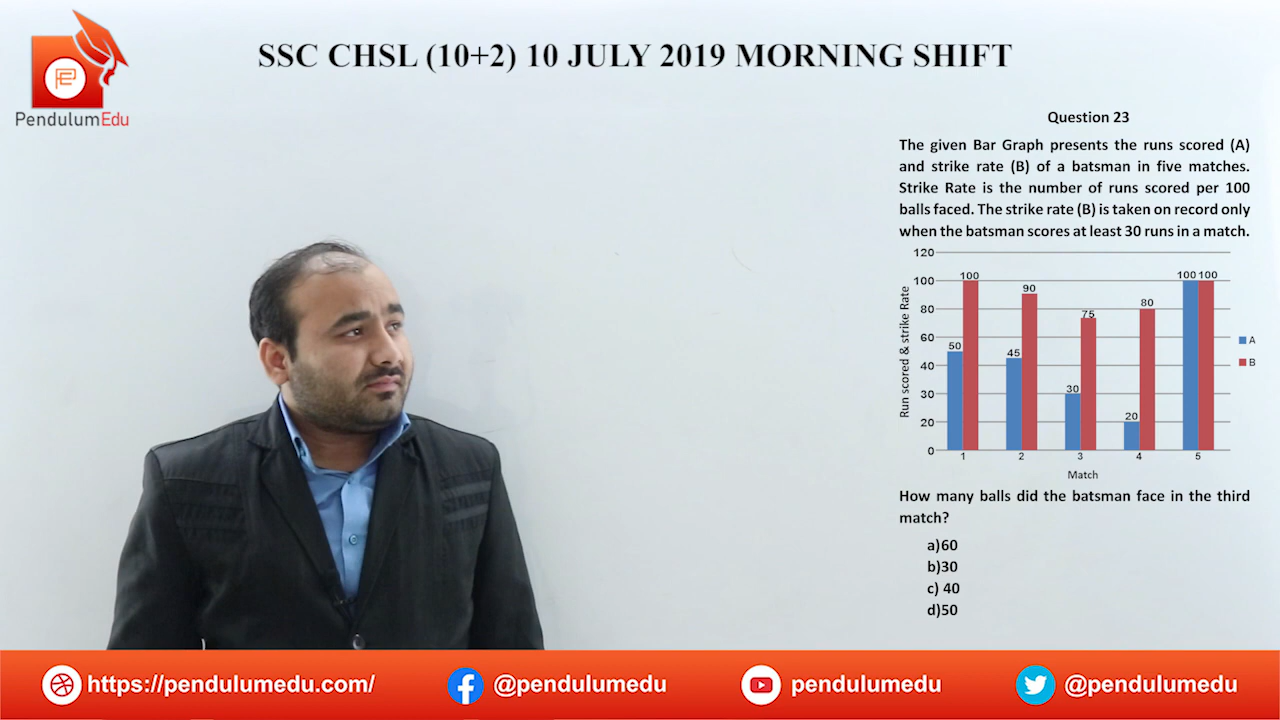 SSC CHSL (10+2) 10 JULY 2019 MORNING SHIFT
PendulumEdu
Question 23
The given Bar Graph presents the runs scored (A)
and strike rate (B) of a batsman in five matches.
Strike Rate is the number of runs scored per 100
balls faced. The strike rate (B) is taken on record only
when the batsman scores at least 30 runs in a match.
120
100
80
60
40
30
20
0
Run scored & strike Rate
50
100
45
90
30
75
20
80
100 100
A
B
1 2 3 4 5
Match
How many balls did the batsman face in the third
match?
a)60
b)30
c) 40
d)50
https://pendulumedu.com/
@pendulumedu
pendulumedu
@pendulumedu